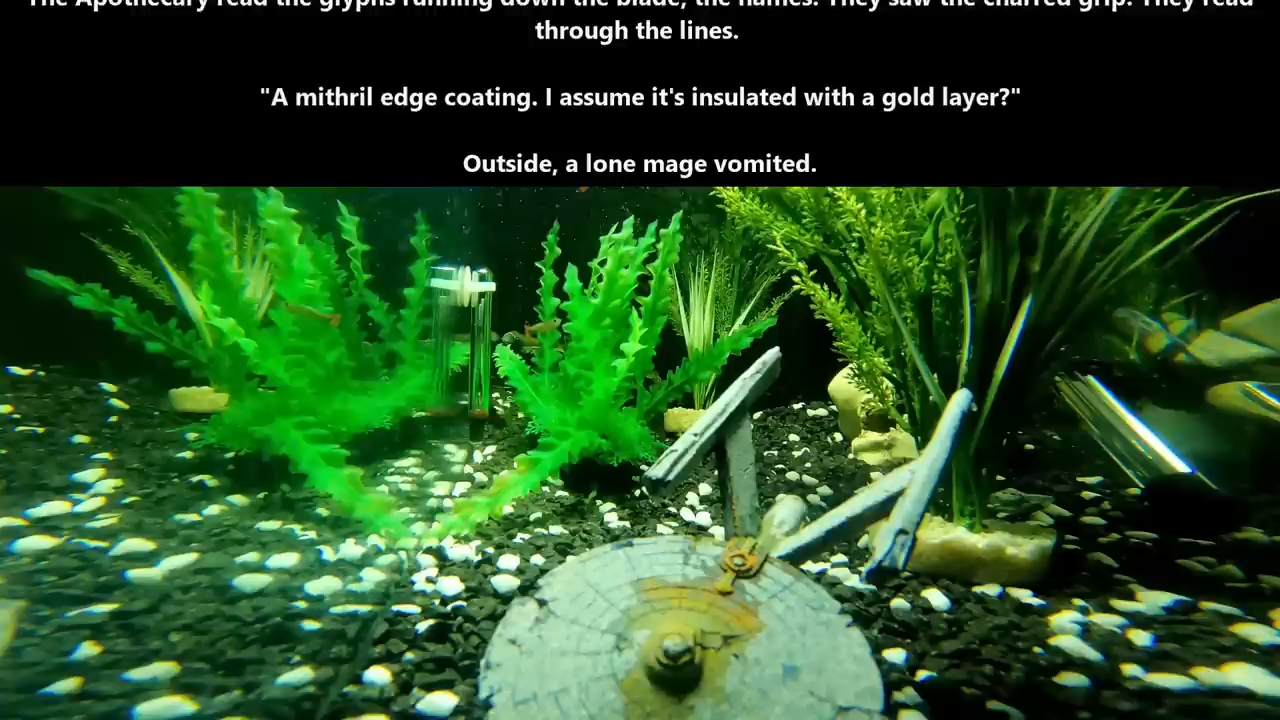 The Apothecary read the glyphs running down the blade, the names. They saw the charred grip. They read
through the lines.
"A mithril edge coating. I assume it's insulated with a gold layer?"
Outside, a lone mage vomited.